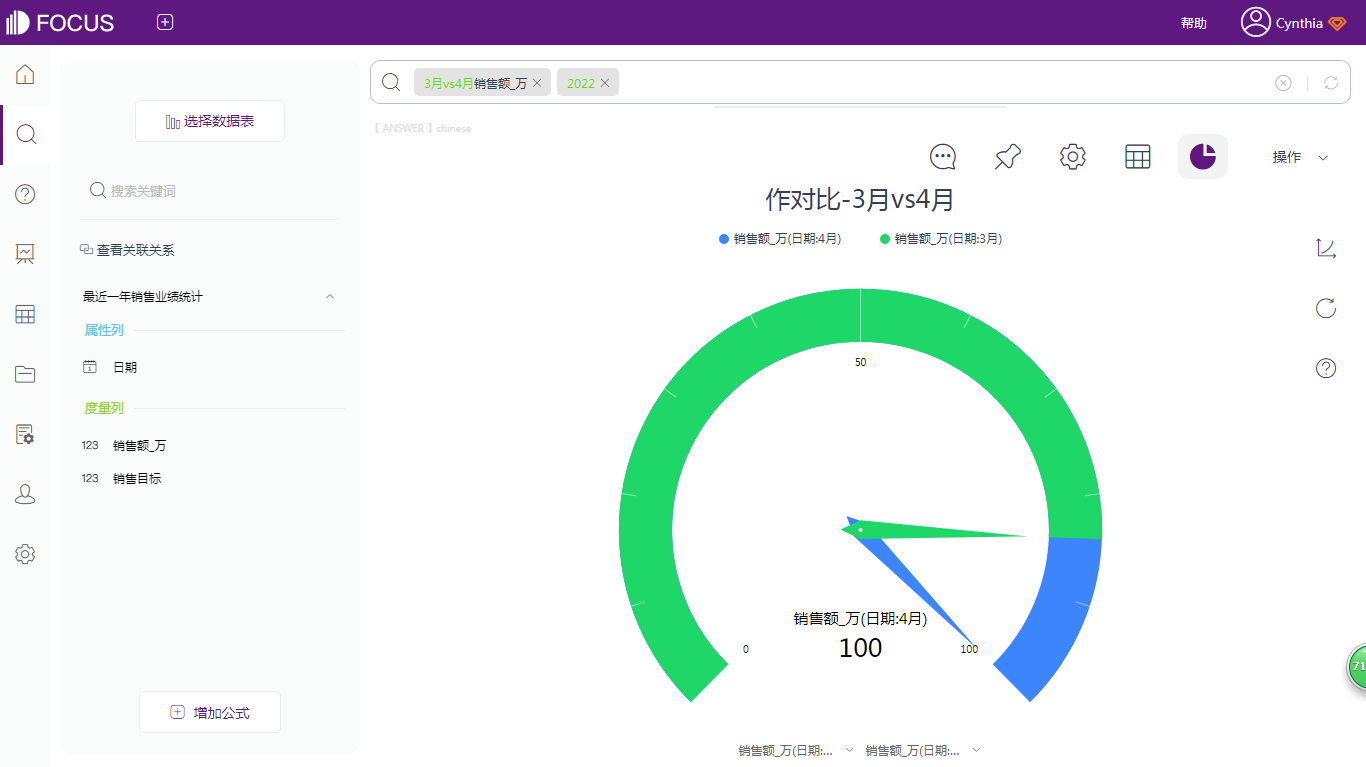 FOCUS
帮助
Cynthia
3月vs4月销售额_万
2022
选择数据表
【 ANSWER 】chinese
操作
搜索关键词
作对比-3月vs4月
销售额_万(日期:4月)
销售额_万(日期:3月)
查看关联关系
最近一年销售业绩统计
属性列
日期
度量列
123 销售额_万
123 销售目标
50
销售额_万(日期:4月)
100
0
100
71
增加公式
销售额_万(日期:...
销售额_万(日期:...